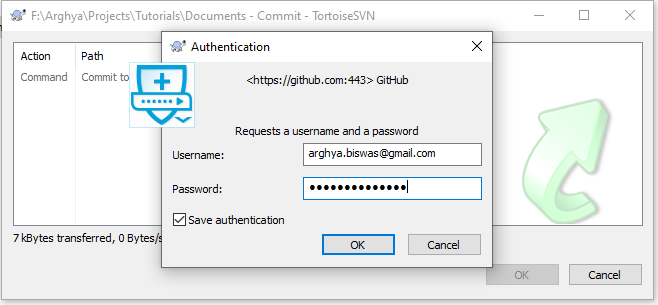 F:\Arghya\Projects\Tutorials\Documents - Commit - TortoiseSVN
Action Path
Command Commit to
Authentication
<https://github.com:443> GitHub
Requests a username and a password
Username: arghya.biswas@gmail.com
Password: ●●●●●●●●●●●●●●
Save authentication
OK Cancel
7 kBytes transferred, 0 Bytes/s
OK Cancel